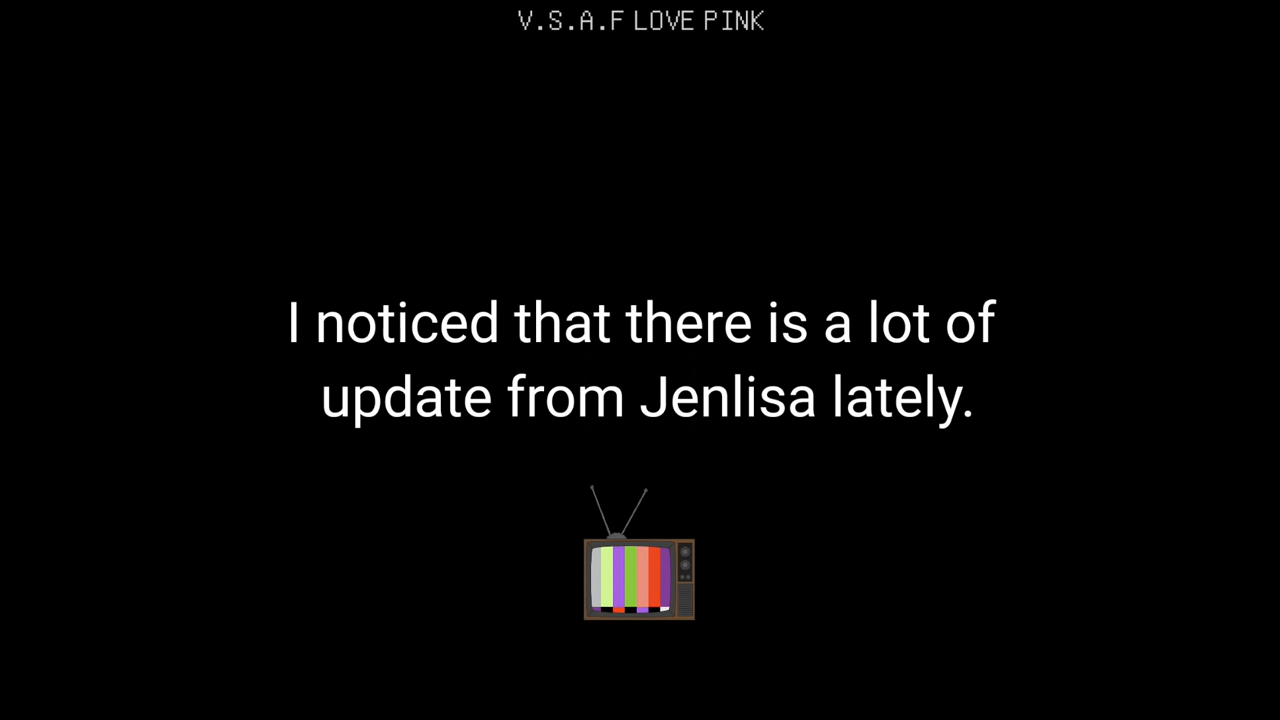 V.S.A.F LOVE PINK
I noticed that there is a lot of
update from Jenlisa lately.